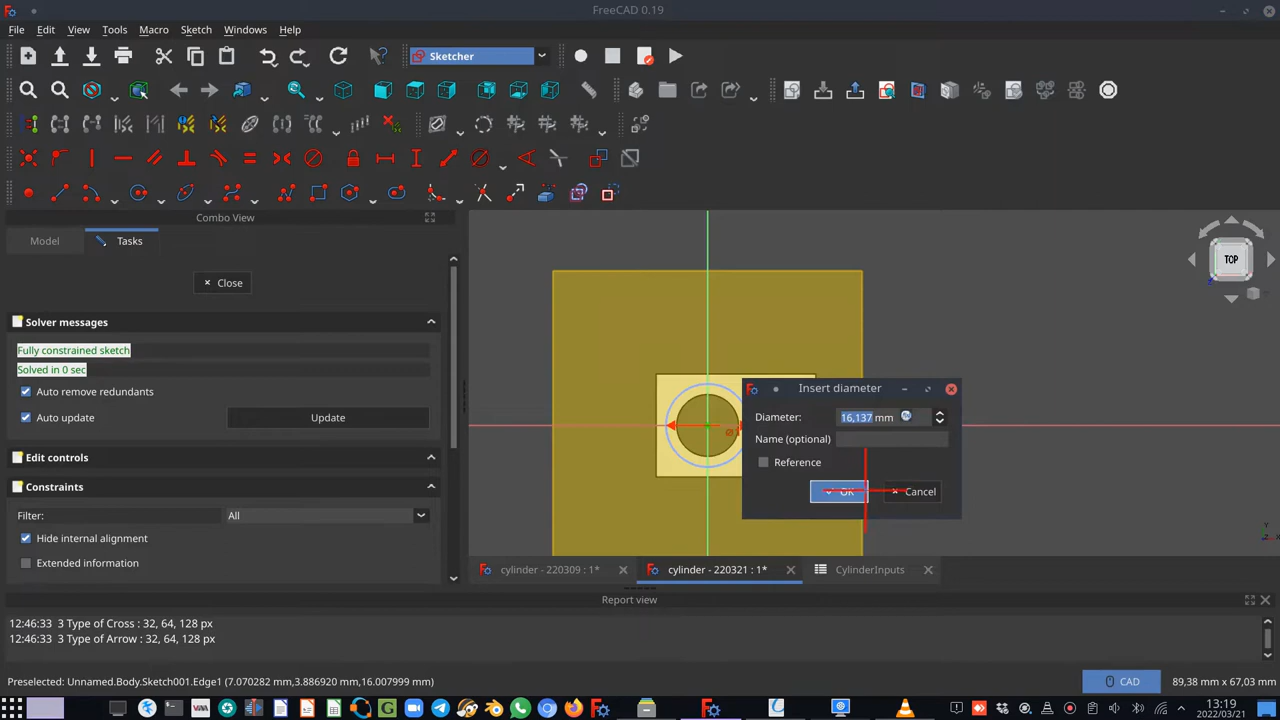 FreeCAD 0.19
File Edit View Tools Macro Sketch Windows Help
Sketcher
Combo View
Model Tasks
Close
Solver messages
Fully constrained sketch
Solved in 0 sec
Auto remove redundants
Auto update Update
Edit controls
Constraints
Filter: All
Hide internal alignment
Extended information
TOP
Insert diameter
Diameter: 16,137 mm
Name (optional)
Reference
OK Cancel
cylinder - 220309 : 1* cylinder - 220321 : 1* CylinderInputs
Report view
12:46:33 3 Type of Cross : 32, 64, 128 px
12:46:33 3 Type of Arrow : 32, 64, 128 px
Preselected: Unnamed.Body.Sketch001.Edge1 (7.070282 mm,3.886920 mm,16.007999 mm) CAD 89,38 mm x 67,03 mm
13:19
2022/03/21